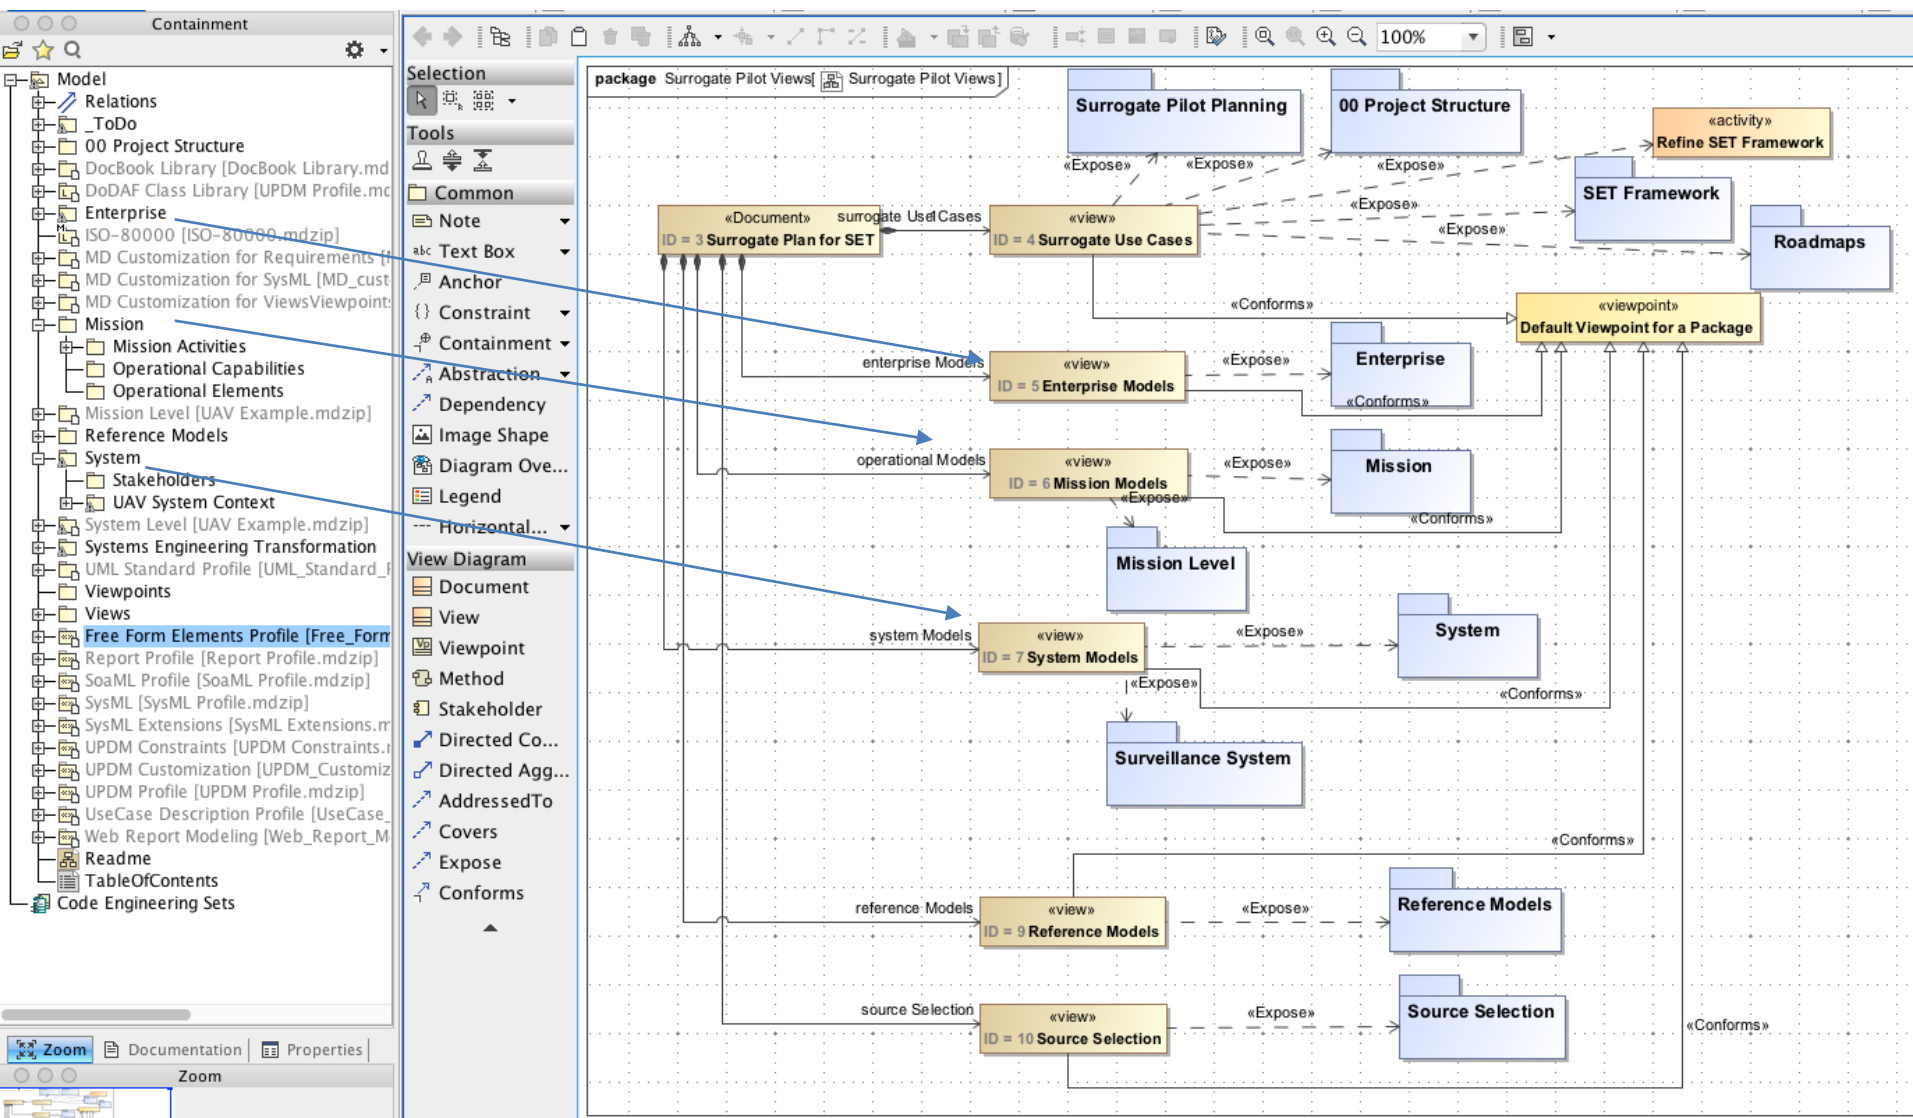 Containment
Model
Relations
_ToDo
00 Project Structure
DocBook Library [DocBook Library.md
DoDAF Class Library [UPDM Profile.mc
Enterprise
ISO-80000 [ISO-80000.mdzip]
MD Customization for Requirements [
MD Customization for SysML [MD_cust
MD Customization for ViewsViewpoint
Mission
Mission Activities
Operational Capabilities
Operational Elements
Mission Level [UAV Example.mdzip]
Reference Models
System
Stakeholders
UAV System Context
System Level [UAV Example.mdzip]
Systems Engineering Transformation
UML Standard Profile [UML_Standard_
Viewpoints
Views
Free Form Elements Profile [Free_Form
Report Profile [Report Profile.mdzip]
SoaML Profile [SoaML Profile.mdzip]
SysML [SysML Profile.mdzip]
SysML Extensions [SysML Extensions.m
UPDM Constraints [UPDM Constraints.
UPDM Customization [UPDM_Customiz
UPDM Profile [UPDM Profile.mdzip]
UseCase Description Profile [UseCase_
Web Report Modeling [Web_Report_M
Readme
TableOfContents
Code Engineering Sets
Zoom
Documentation
Properties
Zoom
100%
Selection
Tools
Common
Note
abc Text Box
Anchor
{} Constraint
Containment
Abstraction
Dependency
Image Shape
Diagram Ove...
Legend
Horizontal...
View Diagram
Document
View
Viewpoint
Method
Stakeholder
Directed Co...
Directed Agg...
AddressedTo
Covers
Expose
Conforms
package Surrogate Pilot Views[ Surrogate Pilot Views]
Surrogate Pilot Planning
00 Project Structure
«activity»
Refine SET Framework
«Expose»
«Expose»
«Expose»
SET Framework
«Expose»
«Document»
ID = 3 Surrogate Plan for SET
surrogate Use Cases
1
«view»
ID = 4 Surrogate Use Cases
«Expose»
Roadmaps
«Conforms»
«viewpoint»
Default Viewpoint for a Package
enterprise Models
«view»
ID = 5 Enterprise Models
«Expose»
Enterprise
«Conforms»
operational Models
«view»
ID = 6 Mission Models
«Expose»
Mission
«Expose»
«Conforms»
Mission Level
system Models
«view»
ID = 7 System Models
«Expose»
System
«Expose»
«Conforms»
Surveillance System
«Conforms»
reference Models
«view»
ID = 9 Reference Models
«Expose»
Reference Models
source Selection
«view»
ID = 10 Source Selection
«Expose»
Source Selection
«Conforms»